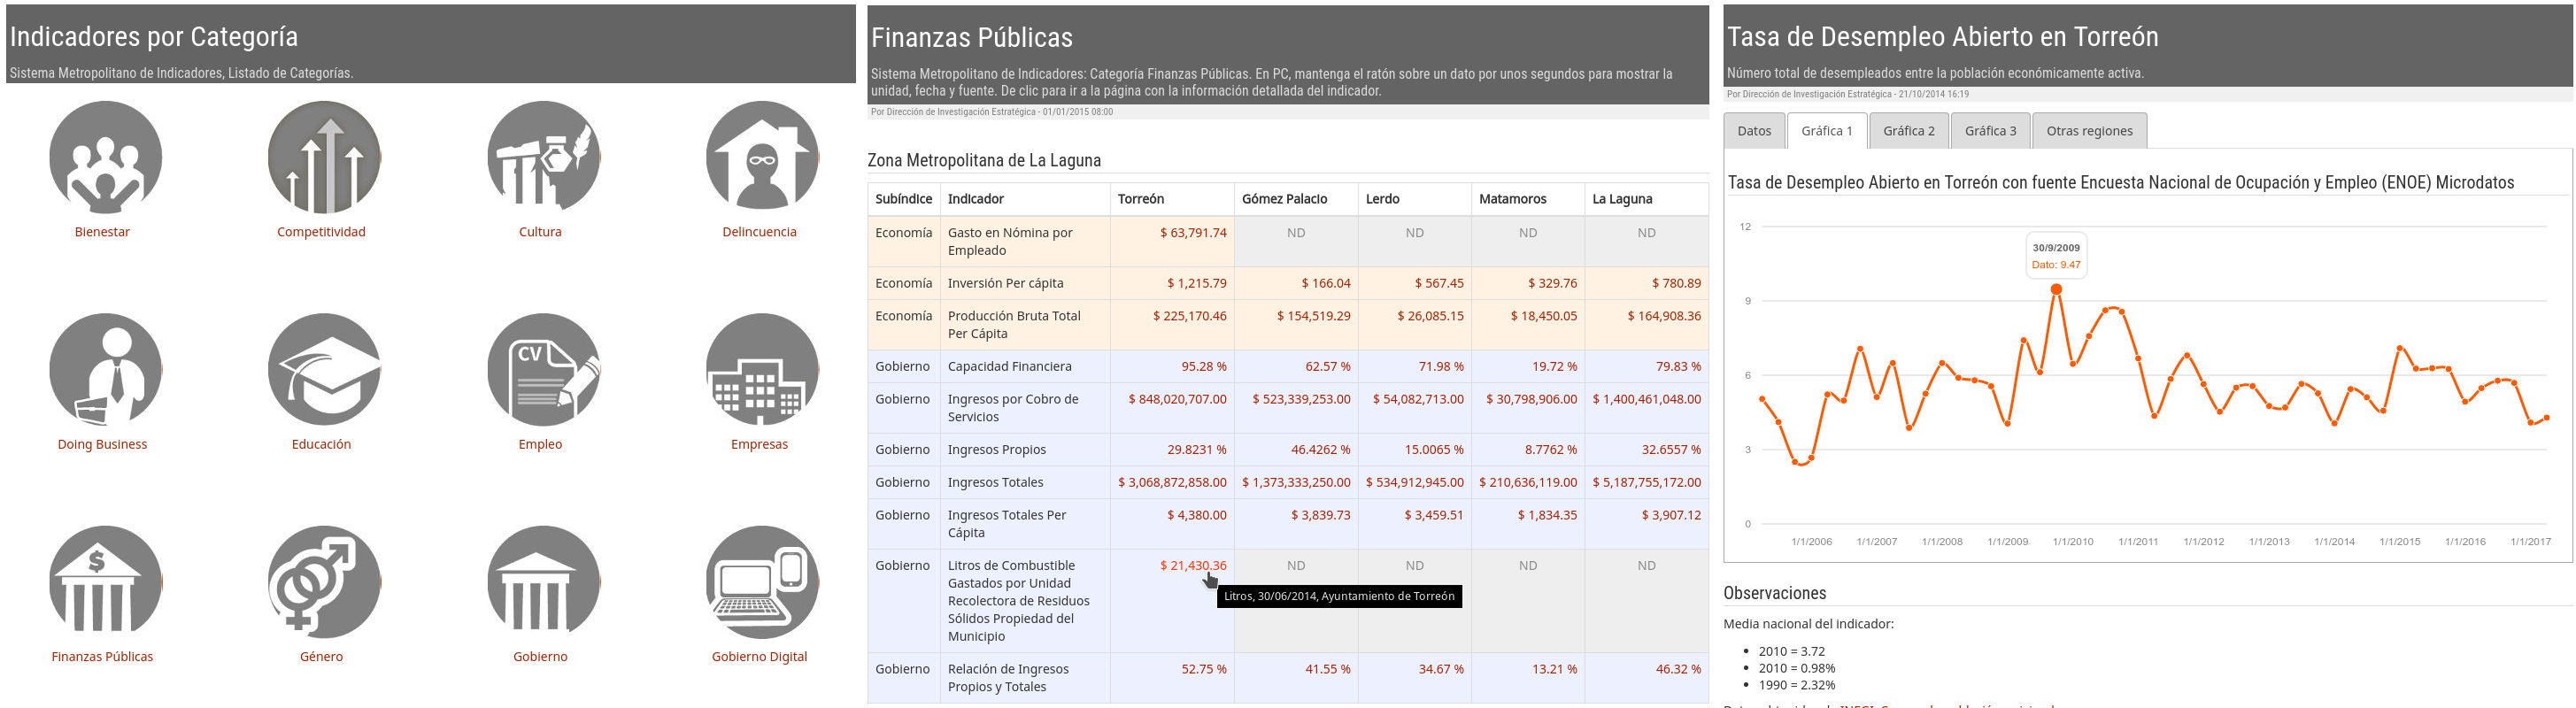 Indicadores por Categoría
Sistema Metropolitano de Indicadores, Listado de Categorías.
Bienestar
Competitividad
Cultura
Delincuencia
CV
Doing Business
Educación
Empleo
Empresas
$
Finanzas Públicas
Género
Gobierno
Gobierno Digital
Finanzas Públicas
Sistema Metropolitano de Indicadores: Categoría Finanzas Públicas. En PC, mantenga el ratón sobre un dato por unos segundos para mostrar la
unidad, fecha y fuente. De clic para ir a la página con la información detallada del indicador.
Por Dirección de Investigación Estratégica - 01/01/2015 08:00
Zona Metropolitana de La Laguna
Subíndice Indicador Torreón Gómez Palacio Lerdo Matamoros La Laguna
Economía Gasto en Nómina por $ 63,791.74 ND ND ND ND
Empleado
Economía Inversión Per cápita $ 1,215.79 $ 166.04 $ 567.45 $ 329.76 $ 780.89
Economía Producción Bruta Total $ 225,170.46 $ 154,519.29 $ 26,085.15 $ 18,450.05 $ 164,908.36
Per Cápita
Gobierno Capacidad Financiera 95.28 % 62.57 % 71.98 % 19.72 % 79.83 %
Gobierno Ingresos por Cobro de $ 848,020,707.00 $ 523,339,253.00 $ 54,082,713.00 $ 30,798,906.00 $ 1,400,461,048.00
Servicios
Gobierno Ingresos Propios 29.8231 % 46.4262 % 15.0065 % 8.7762 % 32.6557 %
Gobierno Ingresos Totales $ 3,068,872,858.00 $ 1,373,333,250.00 $ 534,912,945.00 $ 210,636,119.00 $ 5,187,755,172.00
Gobierno Ingresos Totales Per $ 4,380.00 $ 3,839.73 $ 3,459.51 $ 1,834.35 $ 3,907.12
Cápita
Gobierno Litros de Combustible $ 21,430.36 ND ND ND ND
Gastados por Unidad
Litros, 30/06/2014, Ayuntamiento de Torreón
Recolectora de Residuos
Sólidos Propiedad del
Municipio
Gobierno Relación de Ingresos 52.75 % 41.55 % 34.67 % 13.21 % 46.32 %
Propios y Totales
Tasa de Desempleo Abierto en Torreón
Número total de desempleados entre la población económicamente activa.
Por Dirección de Investigación Estratégica - 21/10/2014 16:19
Datos Gráfica 1 Gráfica 2 Gráfica 3 Otras regiones
Tasa de Desempleo Abierto en Torreón con fuente Encuesta Nacional de Ocupación y Empleo (ENOE) Microdatos
12
30/9/2009
Dato: 9.47
9
6
3
0
1/1/2006 1/1/2007 1/1/2008 1/1/2009 1/1/2010 1/1/2011 1/1/2012 1/1/2013 1/1/2014 1/1/2015 1/1/2016 1/1/2017
Observaciones
Media nacional del indicador:
• 2010 = 3.72
• 2010 = 0.98%
• 1990 = 2.32%